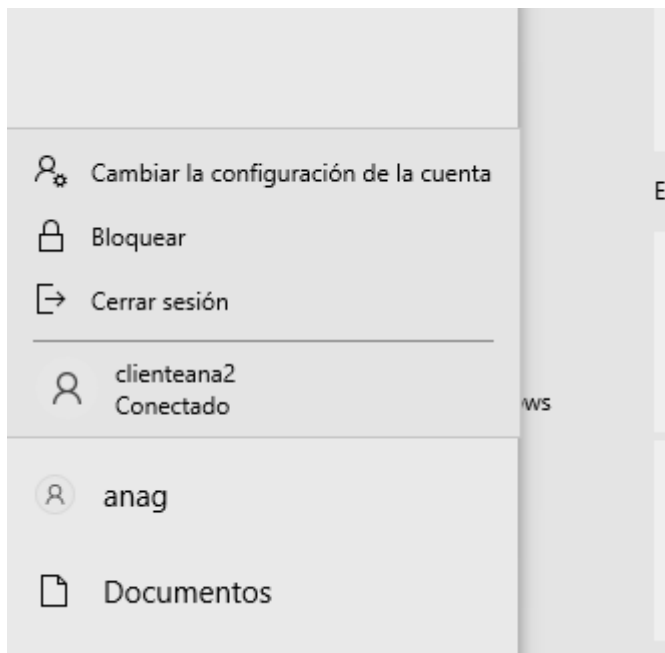 Cambiar la configuración de la cuenta
Bloquear
Cerrar sesión
clienteana2
Conectado
anag
Documentos